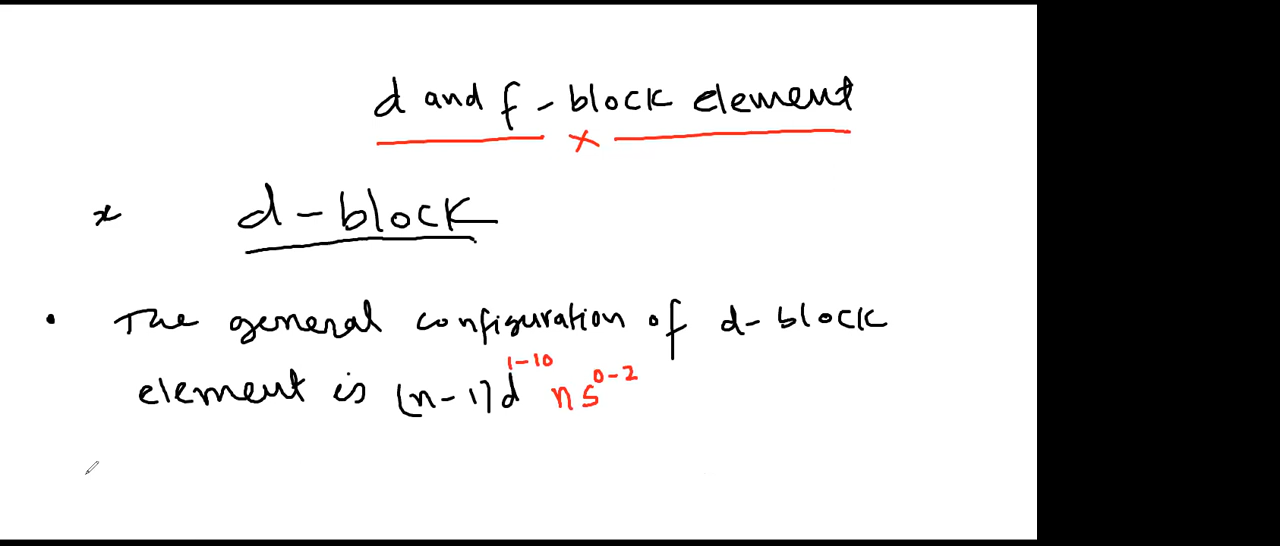 d and f - block element
x
* d - block
• The general configuration of d - block
element is (n-1)d¹⁻¹⁰ ns⁰⁻²